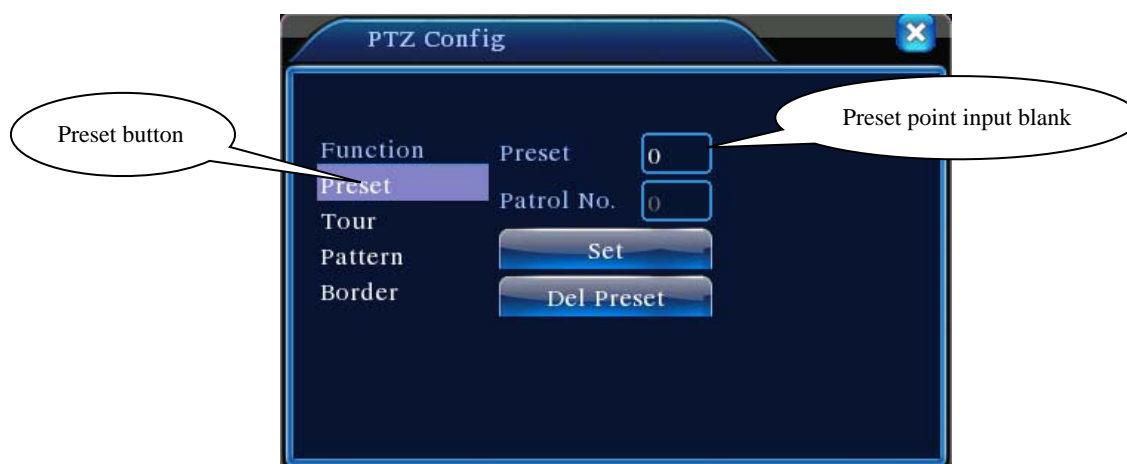 PTZ Config
Preset button
Preset point input blank
Function
Preset
Tour
Pattern
Border
Preset 0
Patrol No. 0
Set
Del Preset